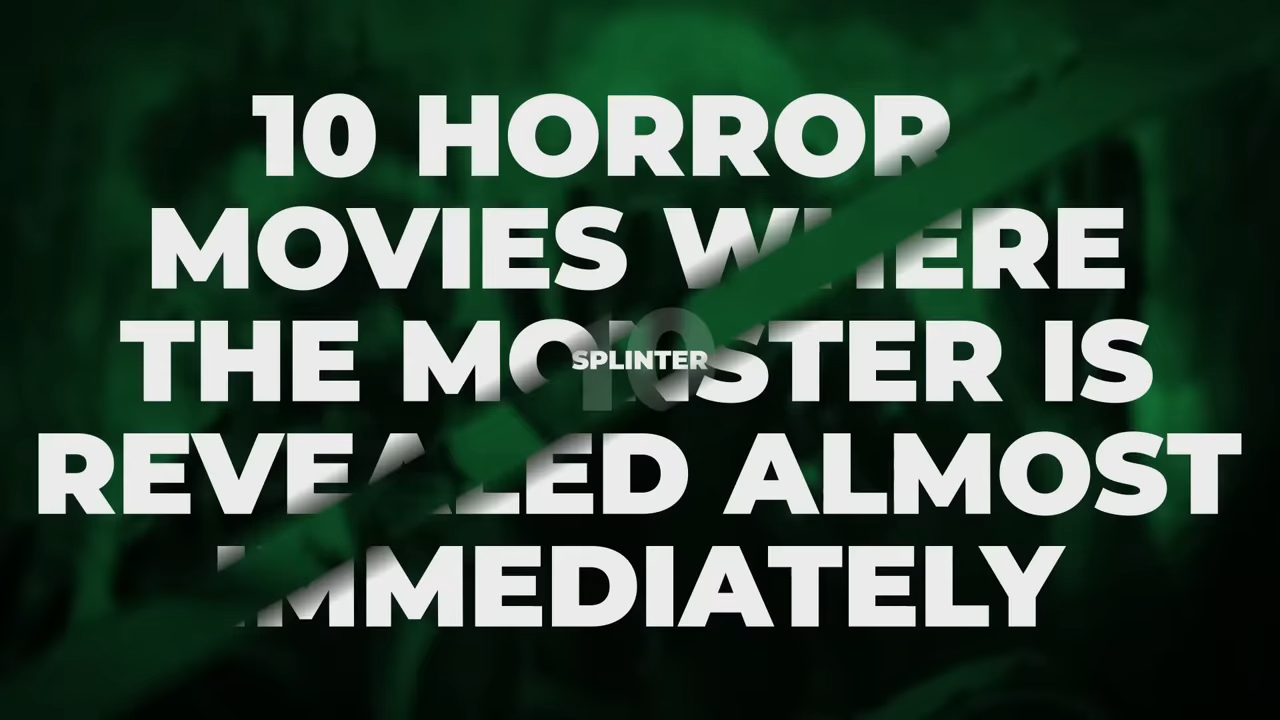 10 HORROR
MOVIES WHERE
THE MONSTER IS
10
SPLINTER
REVEALED ALMOST
IMMEDIATELY